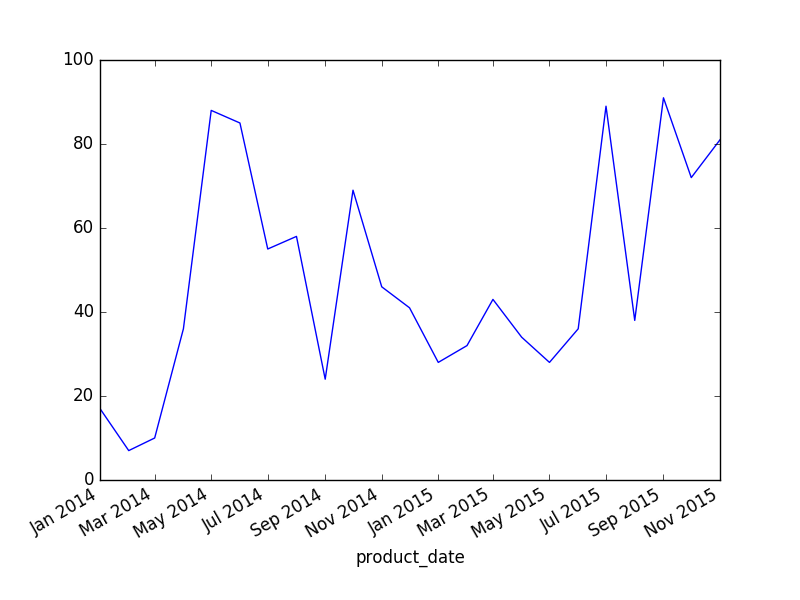 100
80
60
40
20
0
Jan 2014
Mar 2014
May 2014
Jul 2014
Sep 2014
Nov 2014
Jan 2015
Mar 2015
May 2015
Jul 2015
Sep 2015
Nov 2015
product_date